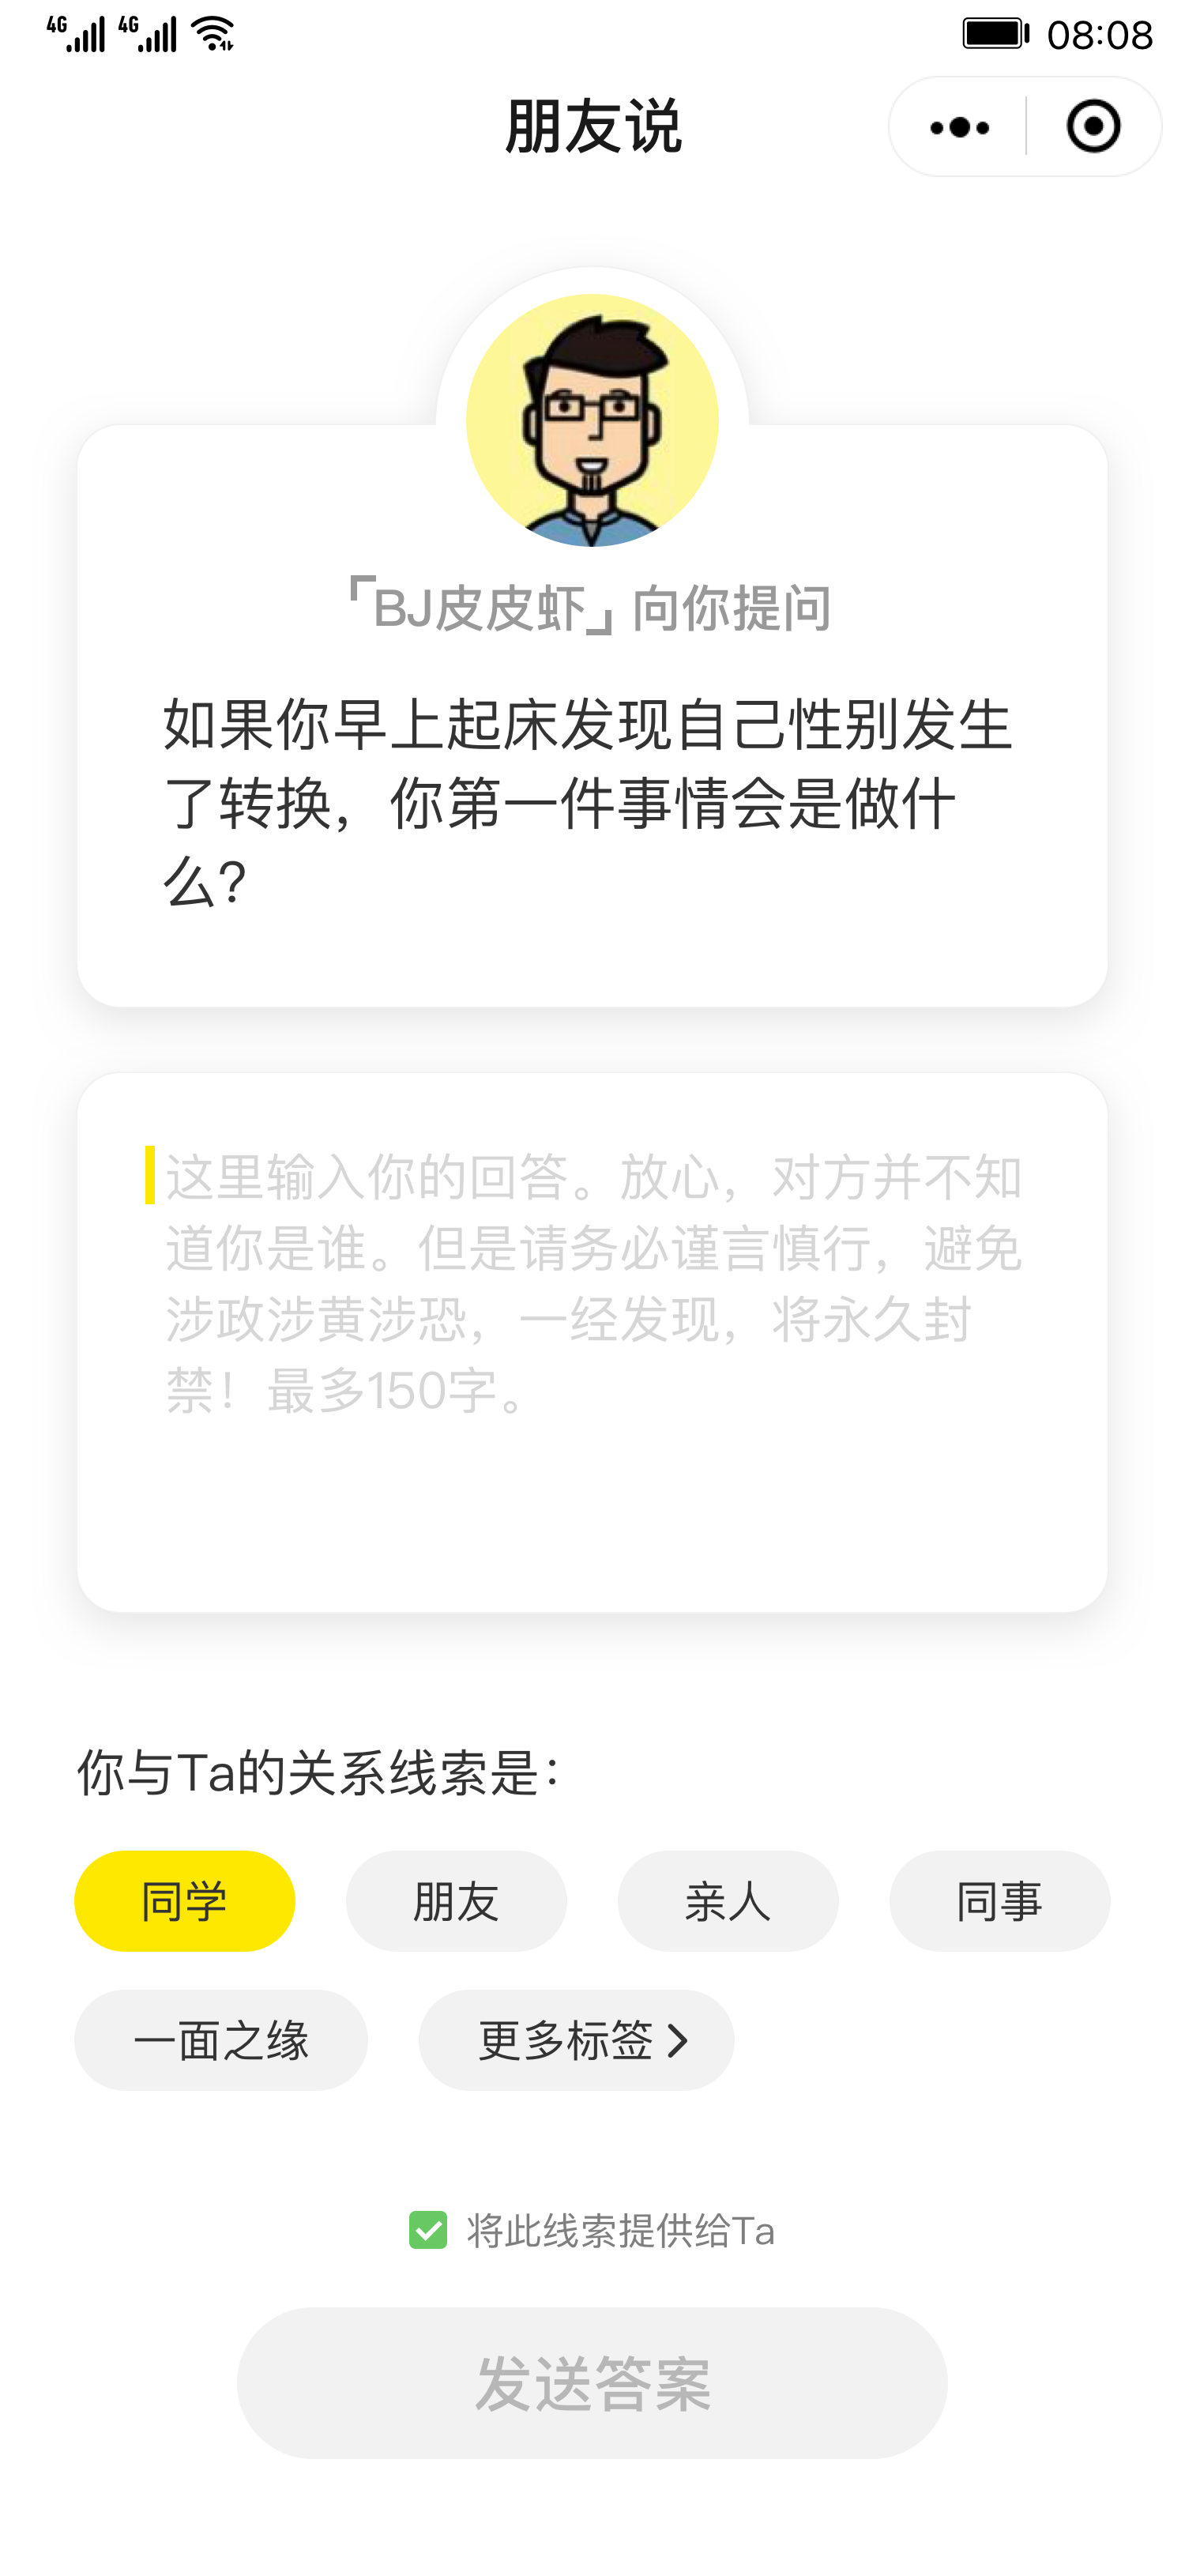 4G 4G 08:08
朋友说
「BJ皮皮虾」向你提问
如果你早上起床发现自己性别发生
了转换，你第一件事情会是做什
么?
这里输入你的回答。放心，对方并不知
道你是谁。但是请务必谨言慎行，避免
涉政涉黄涉恐，一经发现，将永久封
禁！最多150字。
你与Ta的关系线索是：
同学 朋友 亲人 同事
一面之缘 更多标签
将此线索提供给Ta
发送答案